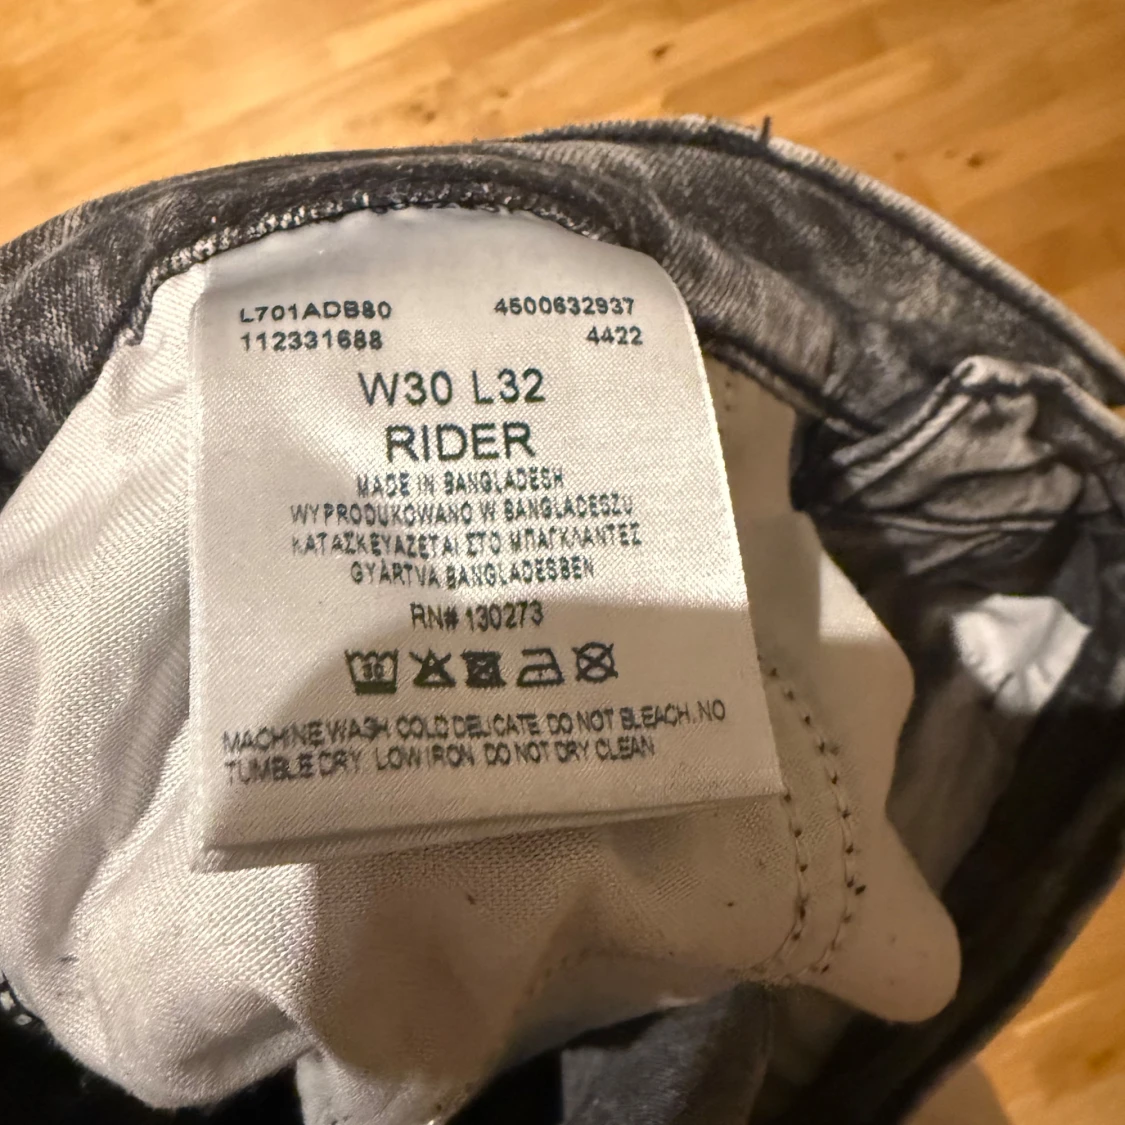 L701ADB80 4500632937
112331688 4422
W30 L32
RIDER
MADE IN BANGLADESH
WYPRODUKOWANO W BANGLADESZU
ΚΑΤΑΣΚΕΥΑΖΕΤΑΙ ΣΤΟ ΜΠΑΓΚΛΑΝΤΕΣ
GYÁRTVA BANGLADESBEN
RN# 130273
30
MACHINE WASH COLD DELICATE. DO NOT BLEACH. NO
TUMBLE DRY. LOW IRON. DO NOT DRY CLEAN